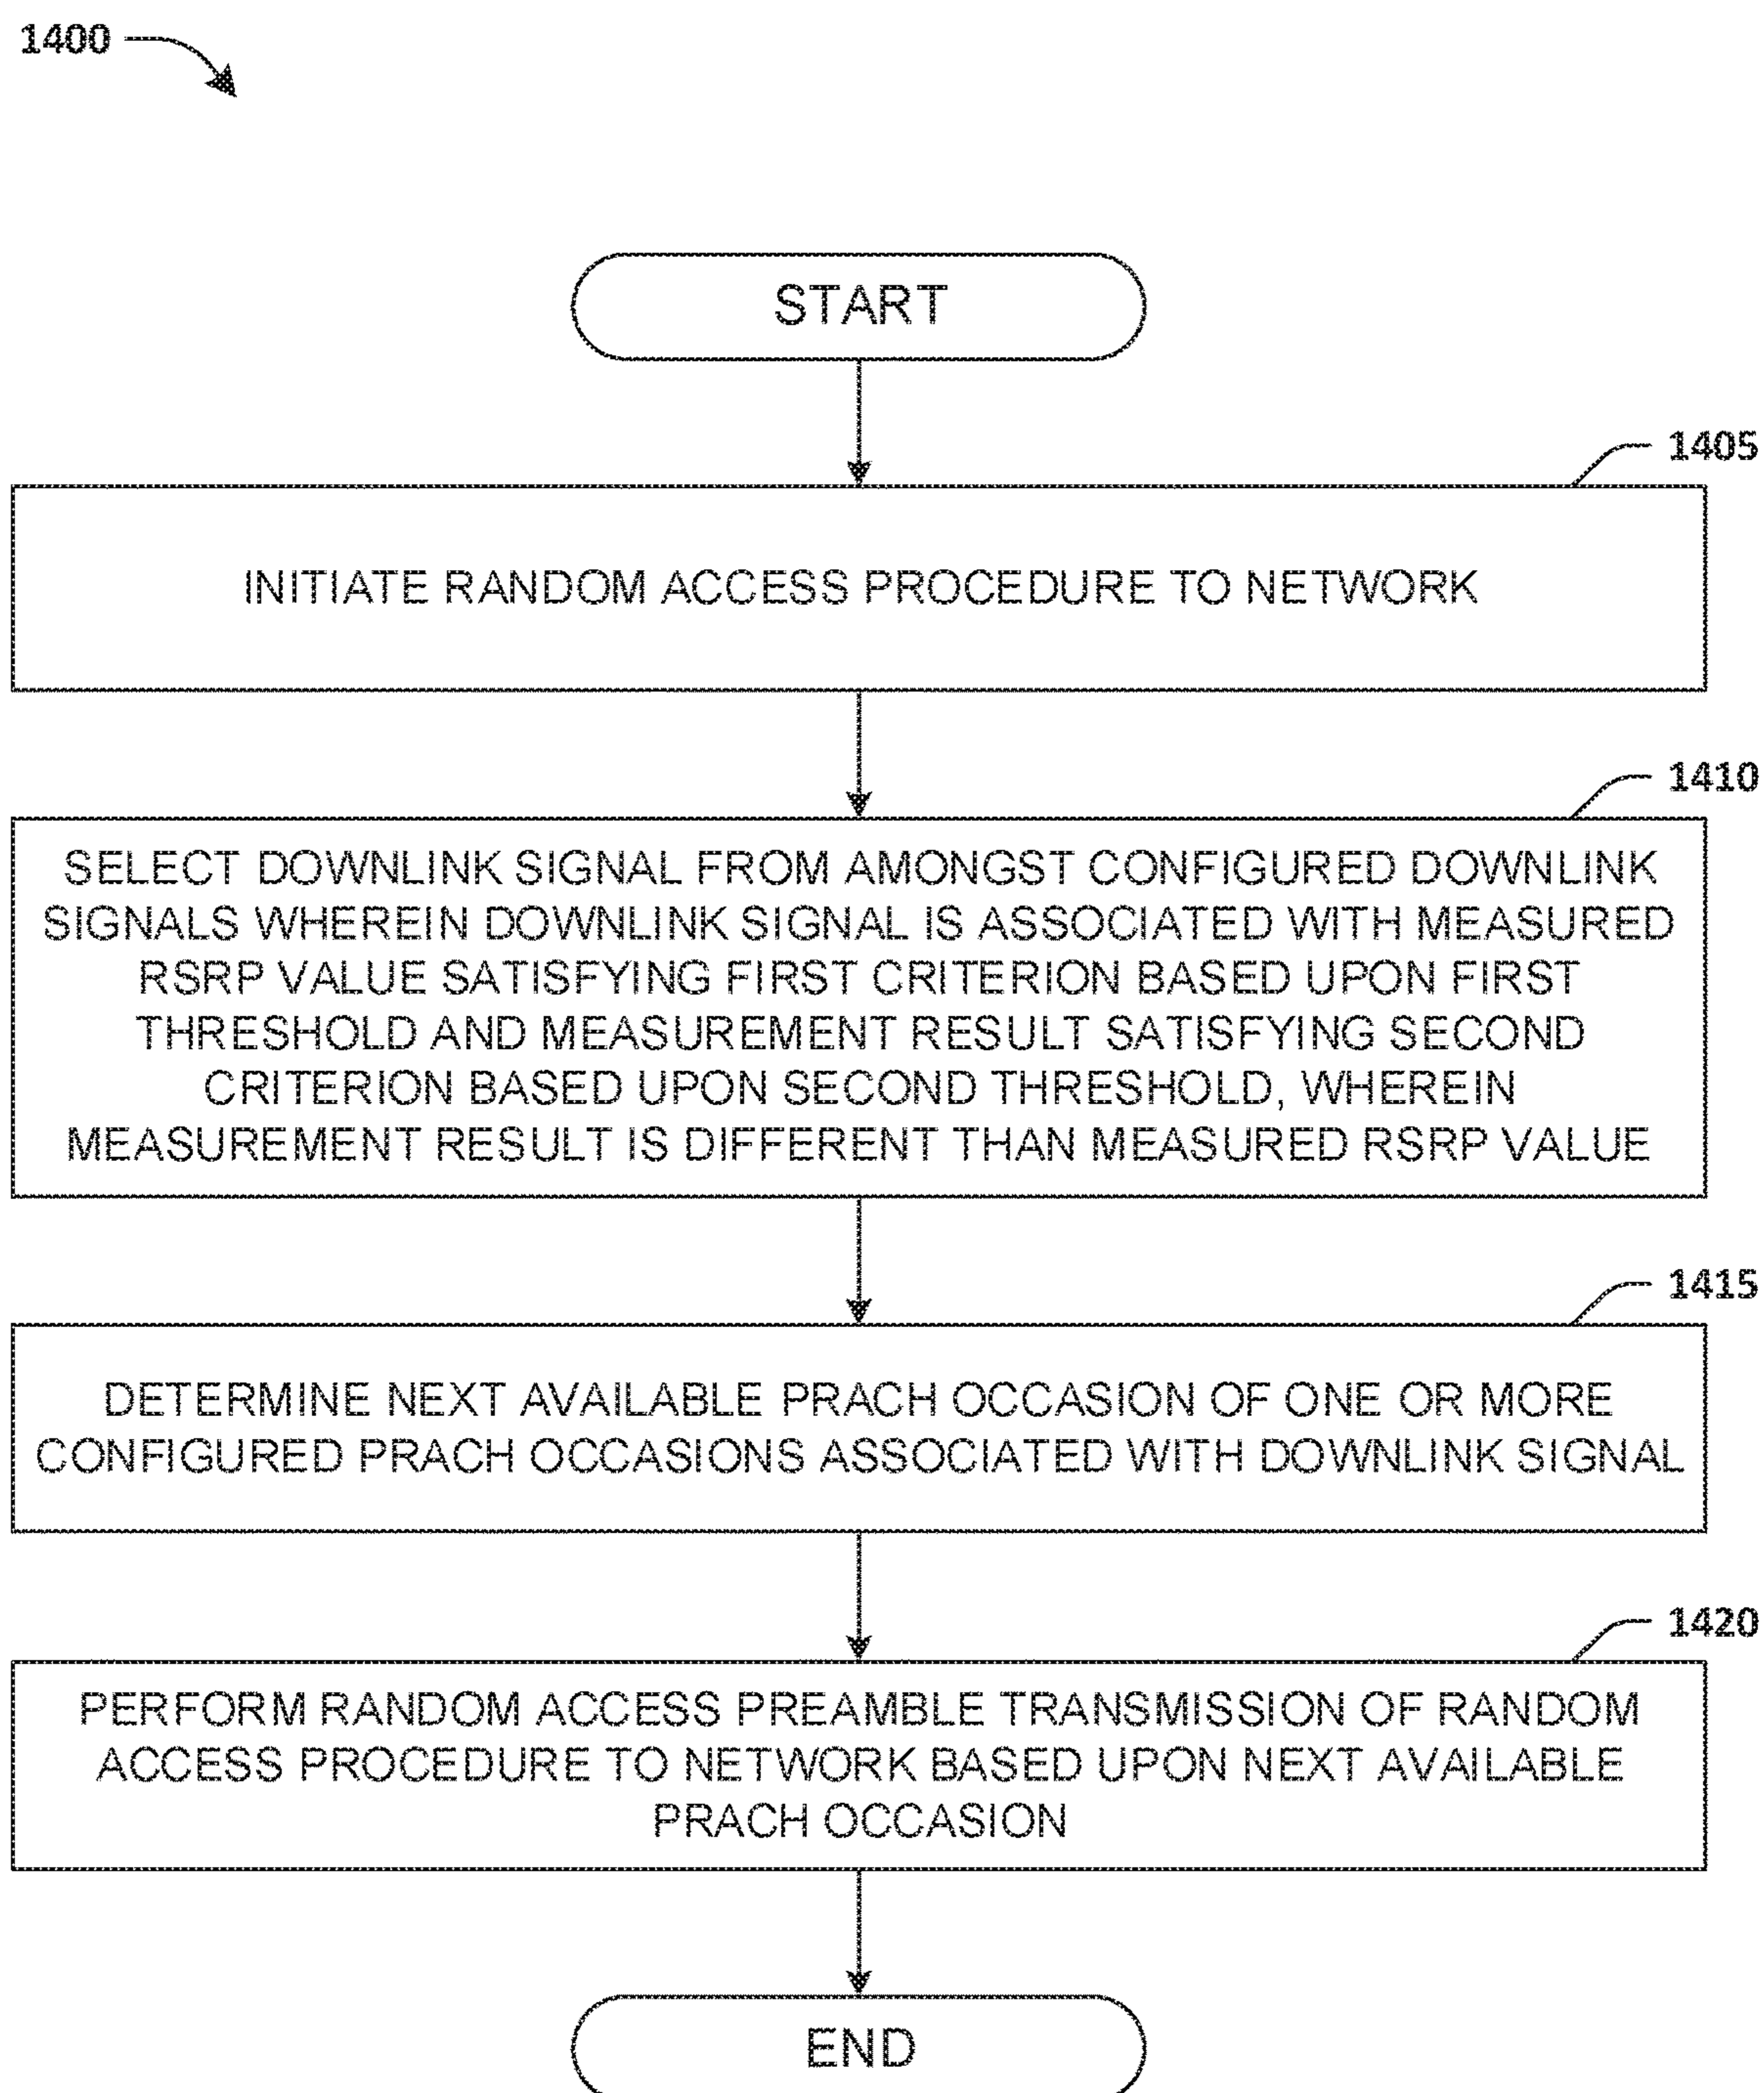 1400
START
1405
INITIATE RANDOM ACCESS PROCEDURE TO NETWORK
1410
SELECT DOWNLINK SIGNAL FROM AMONGST CONFIGURED DOWNLINK
SIGNALS WHEREIN DOWNLINK SIGNAL IS ASSOCIATED WITH MEASURED
RSRP VALUE SATISFYING FIRST CRITERION BASED UPON FIRST
THRESHOLD AND MEASUREMENT RESULT SATISFYING SECOND
CRITERION BASED UPON SECOND THRESHOLD, WHEREIN
MEASUREMENT RESULT IS DIFFERENT THAN MEASURED RSRP VALUE
1415
DETERMINE NEXT AVAILABLE PRACH OCCASION OF ONE OR MORE
CONFIGURED PRACH OCCASIONS ASSOCIATED WITH DOWNLINK SIGNAL
1420
PERFORM RANDOM ACCESS PREAMBLE TRANSMISSION OF RANDOM
ACCESS PROCEDURE TO NETWORK BASED UPON NEXT AVAILABLE
PRACH OCCASION
END